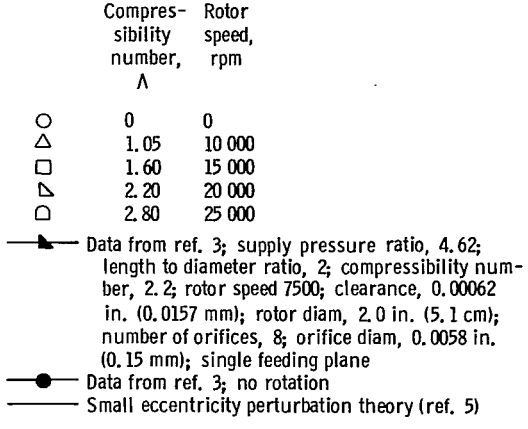 Compres- Rotor
sibility speed,
number, rpm
Λ
0 0
1.05 10 000
1.60 15 000
2.20 20 000
2.80 25 000
Data from ref. 3; supply pressure ratio, 4.62;
length to diameter ratio, 2; compressibility num-
ber, 2.2; rotor speed 7500; clearance, 0.00062
in. (0.0157 mm); rotor diam, 2.0 in. (5.1 cm);
number of orifices, 8; orifice diam, 0.0058 in.
(0.15 mm); single feeding plane
Data from ref. 3; no rotation
Small eccentricity perturbation theory (ref. 5)